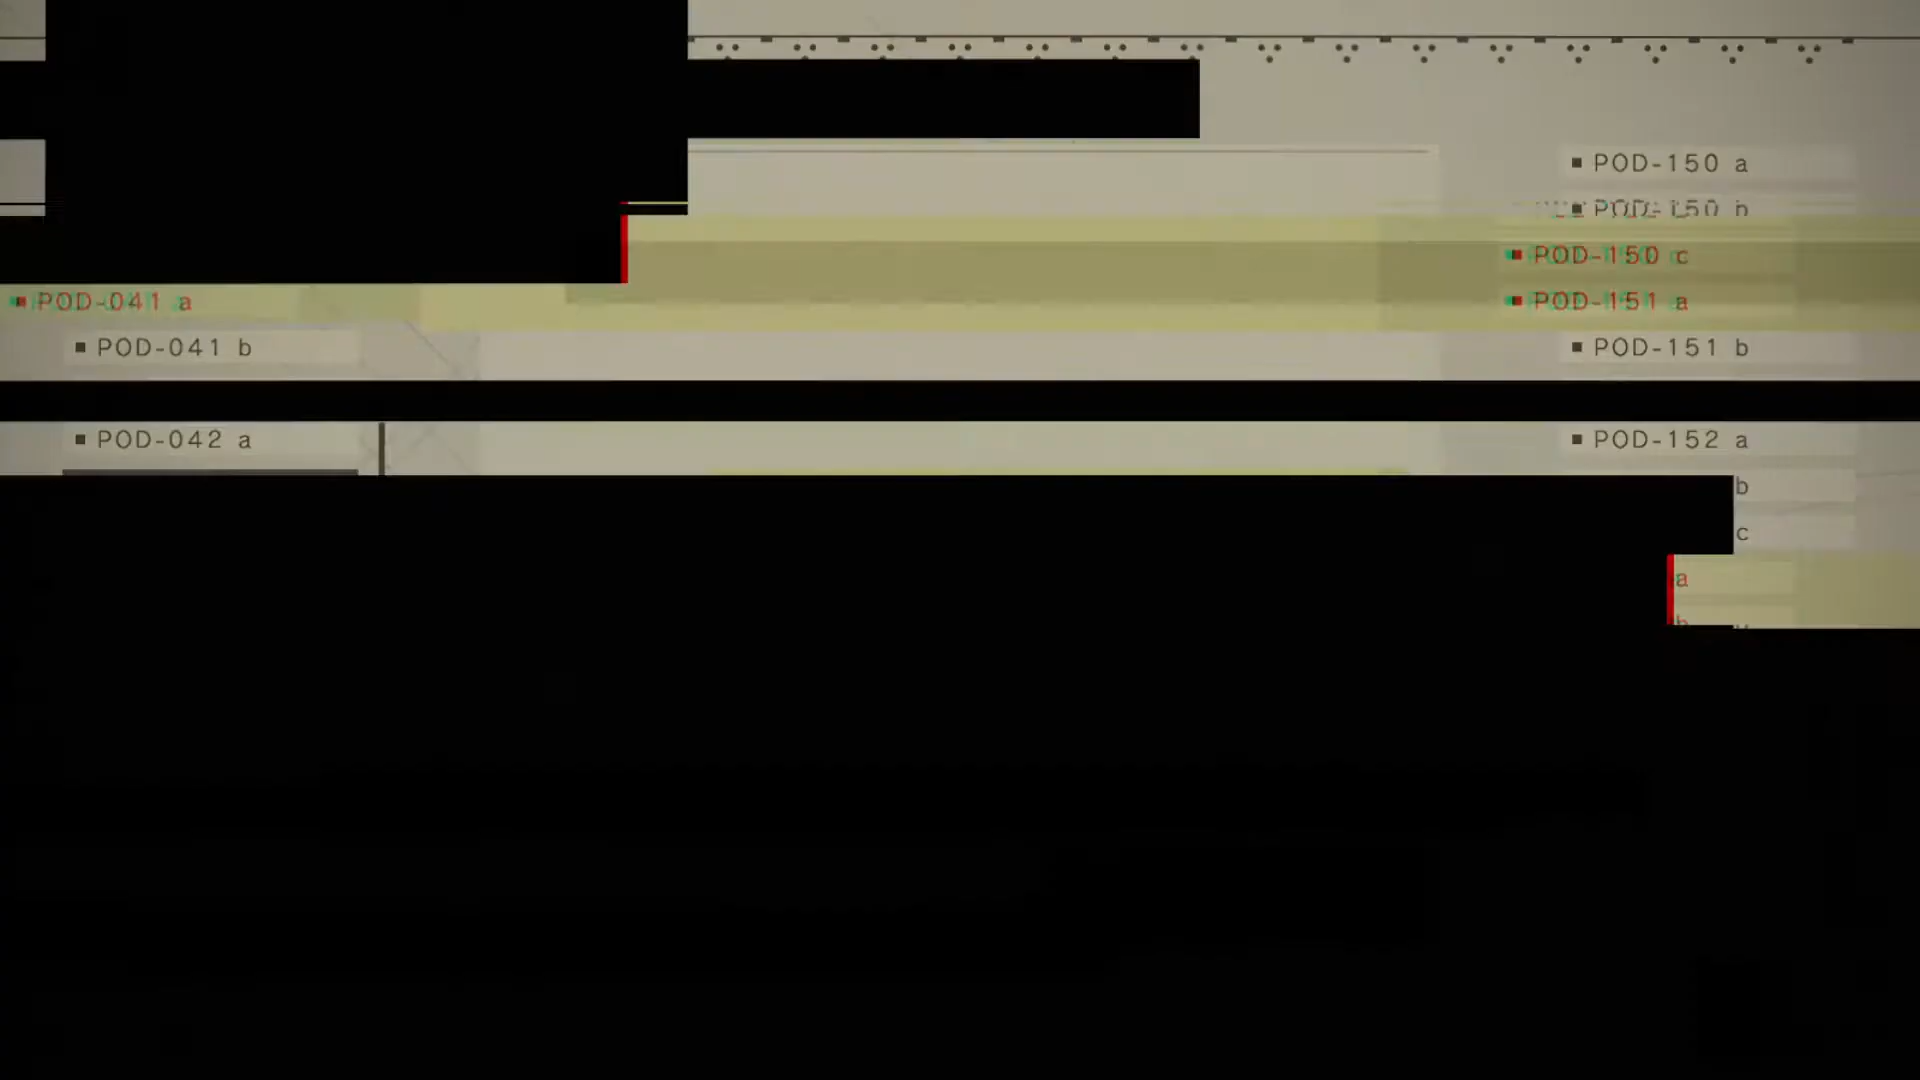 POD-150 a
POD-150 b
POD-150 c
POD-041 a
POD-151 a
POD-041 b
POD-151 b
POD-042 a
POD-152 a
b
c
a
b